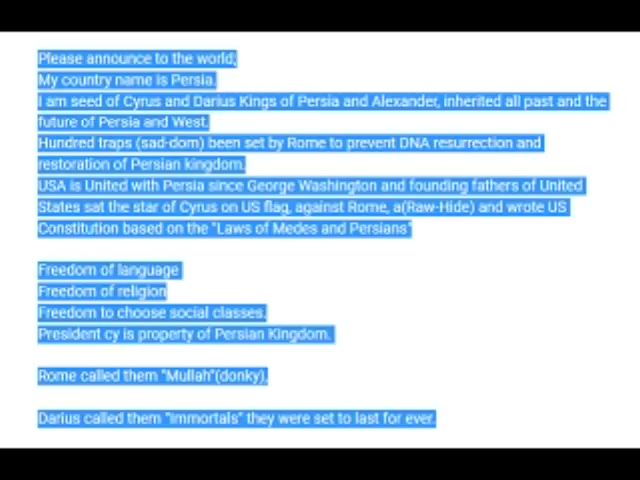 Please announce to the world;
My country name is Persia.
I am seed of Cyrus and Darius Kings of Persia and Alexander, inherited all past and the
future of Persia and West.
Hundred traps (sad-dom) been set by Rome to prevent DNA resurrection and
restoration of Persian kingdom.
USA is United with Persia since George Washington and founding fathers of United
States sat the star of Cyrus on US flag, against Rome, a(Raw-Hide) and wrote US
Constitution based on the "Laws of Medes and Persians"
Freedom of language
Freedom of religion
Freedom to choose social classes.
President cy is property of Persian Kingdom.
Rome called them "Mullah"(donky),
Darius called them "Immortals" they were set to last for ever.